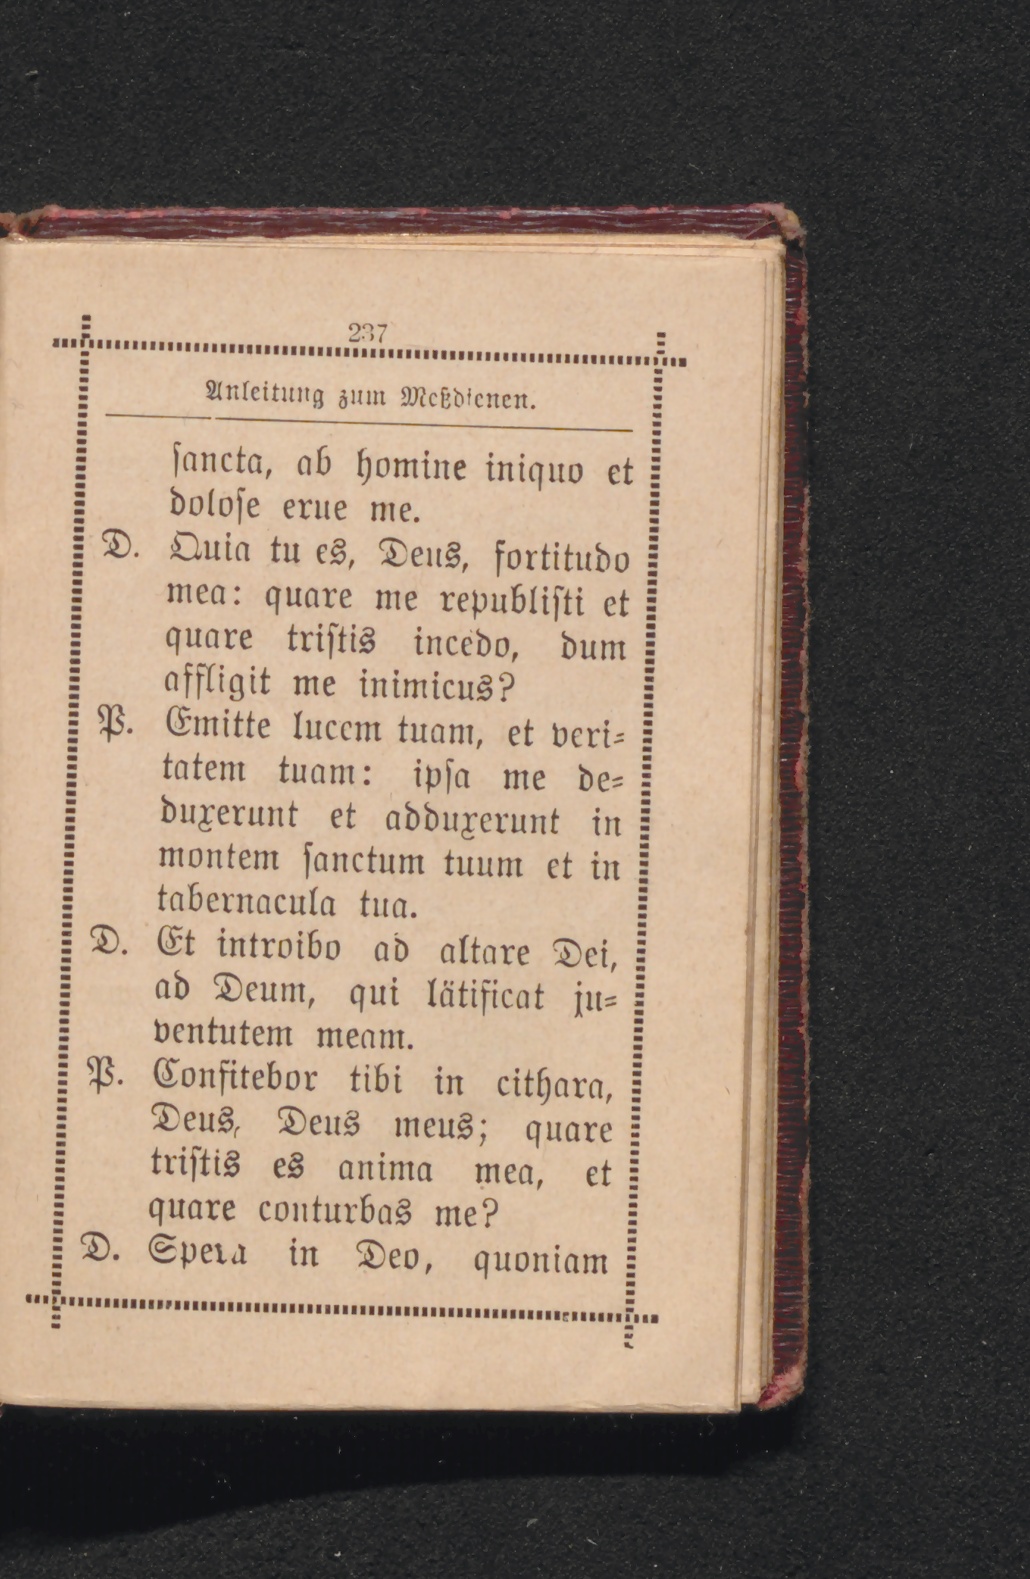 237
Anleitung zum Meßdienen.
ſancta, ab homine iniquo et
doloſe erue me.
D. Quia tu es, Deus, fortitudo
mea: quare me republiſti et
quare triſtis incedo, dum
affligit me inimicus?
P. Emitte lucem tuam, et veri⸗
tatem tuam: ipſa me de⸗
duxerunt et adduxerunt in
montem ſanctum tuum et in
tabernacula tua.
D. Et introibo ad altare Dei,
ad Deum, qui lätificat ju⸗
ventutem meam.
P. Confitebor tibi in cithara,
Deus, Deus meus; quare
triſtis es anima mea, et
quare conturbas me?
D. Spera in Deo, quoniam